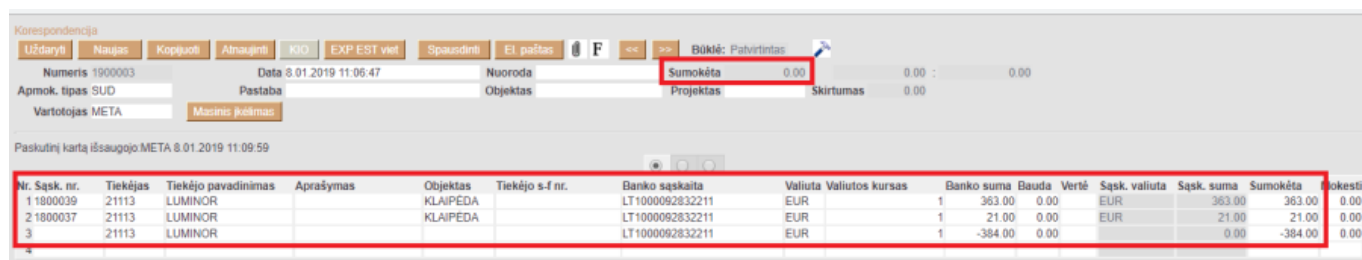 Korespondencija
Uždaryti Naujas Kopijuoti Atnaujinti KIO EXP EST viet Spausdinti El. paštas F << >> Būklė: Patvirtintas
Numeris 1900003 Data 8.01.2019 11:06:47 Nuoroda Sumokėta 0.00 0.00 : 0.00
Apmok. tipas SUD Pastaba Objektas Projektas Skirtumas 0.00
Vartotojas META Masinis įkėlimas
Paskutinį kartą išsaugojo:META 8.01.2019 11:09:59
Nr. Sąsk. nr. Tiekėjas Tiekėjo pavadinimas Aprašymas Objektas Tiekėjo s-f nr. Banko sąskaita Valiuta Valiutos kursas Banko suma Bauda Vertė Sąsk. valiuta Sąsk. suma Sumokėta Mokesti
1 1800039 21113 LUMINOR KLAIPĖDA LT1000092832211 EUR 1 363.00 0.00 EUR 363.00 363.00 0.00
2 1800037 21113 LUMINOR KLAIPĖDA LT1000092832211 EUR 1 21.00 0.00 EUR 21.00 21.00 0.00
3 21113 LUMINOR LT1000092832211 EUR 1 -384.00 0.00 0.00 -384.00 0.00
4